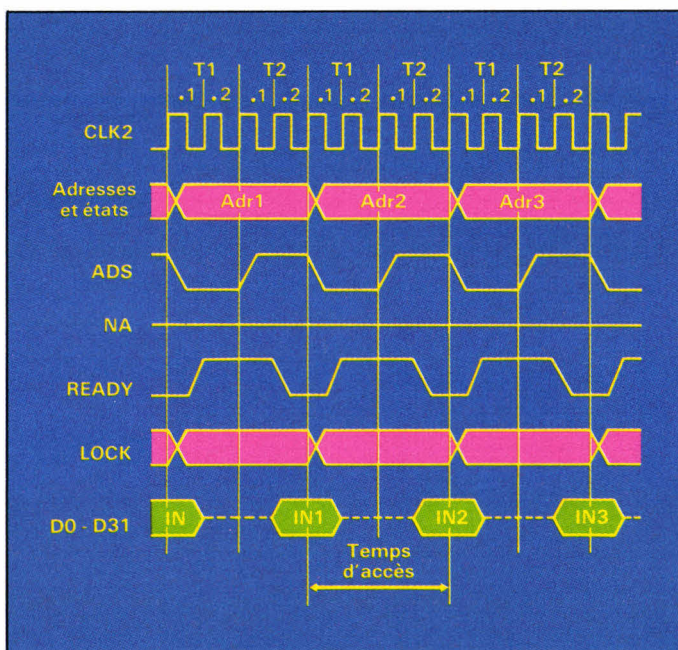 T1 T2 T1 T2 T1 T2
.1 .2 .1 .2 .1 .2 .1 .2 .1 .2 .1 .2
CLK2
Adresses
et états
Adr1 Adr2 Adr3
ADS
NA
READY
LOCK
D0 - D31
IN IN1 IN2 IN3
Temps
d'accès